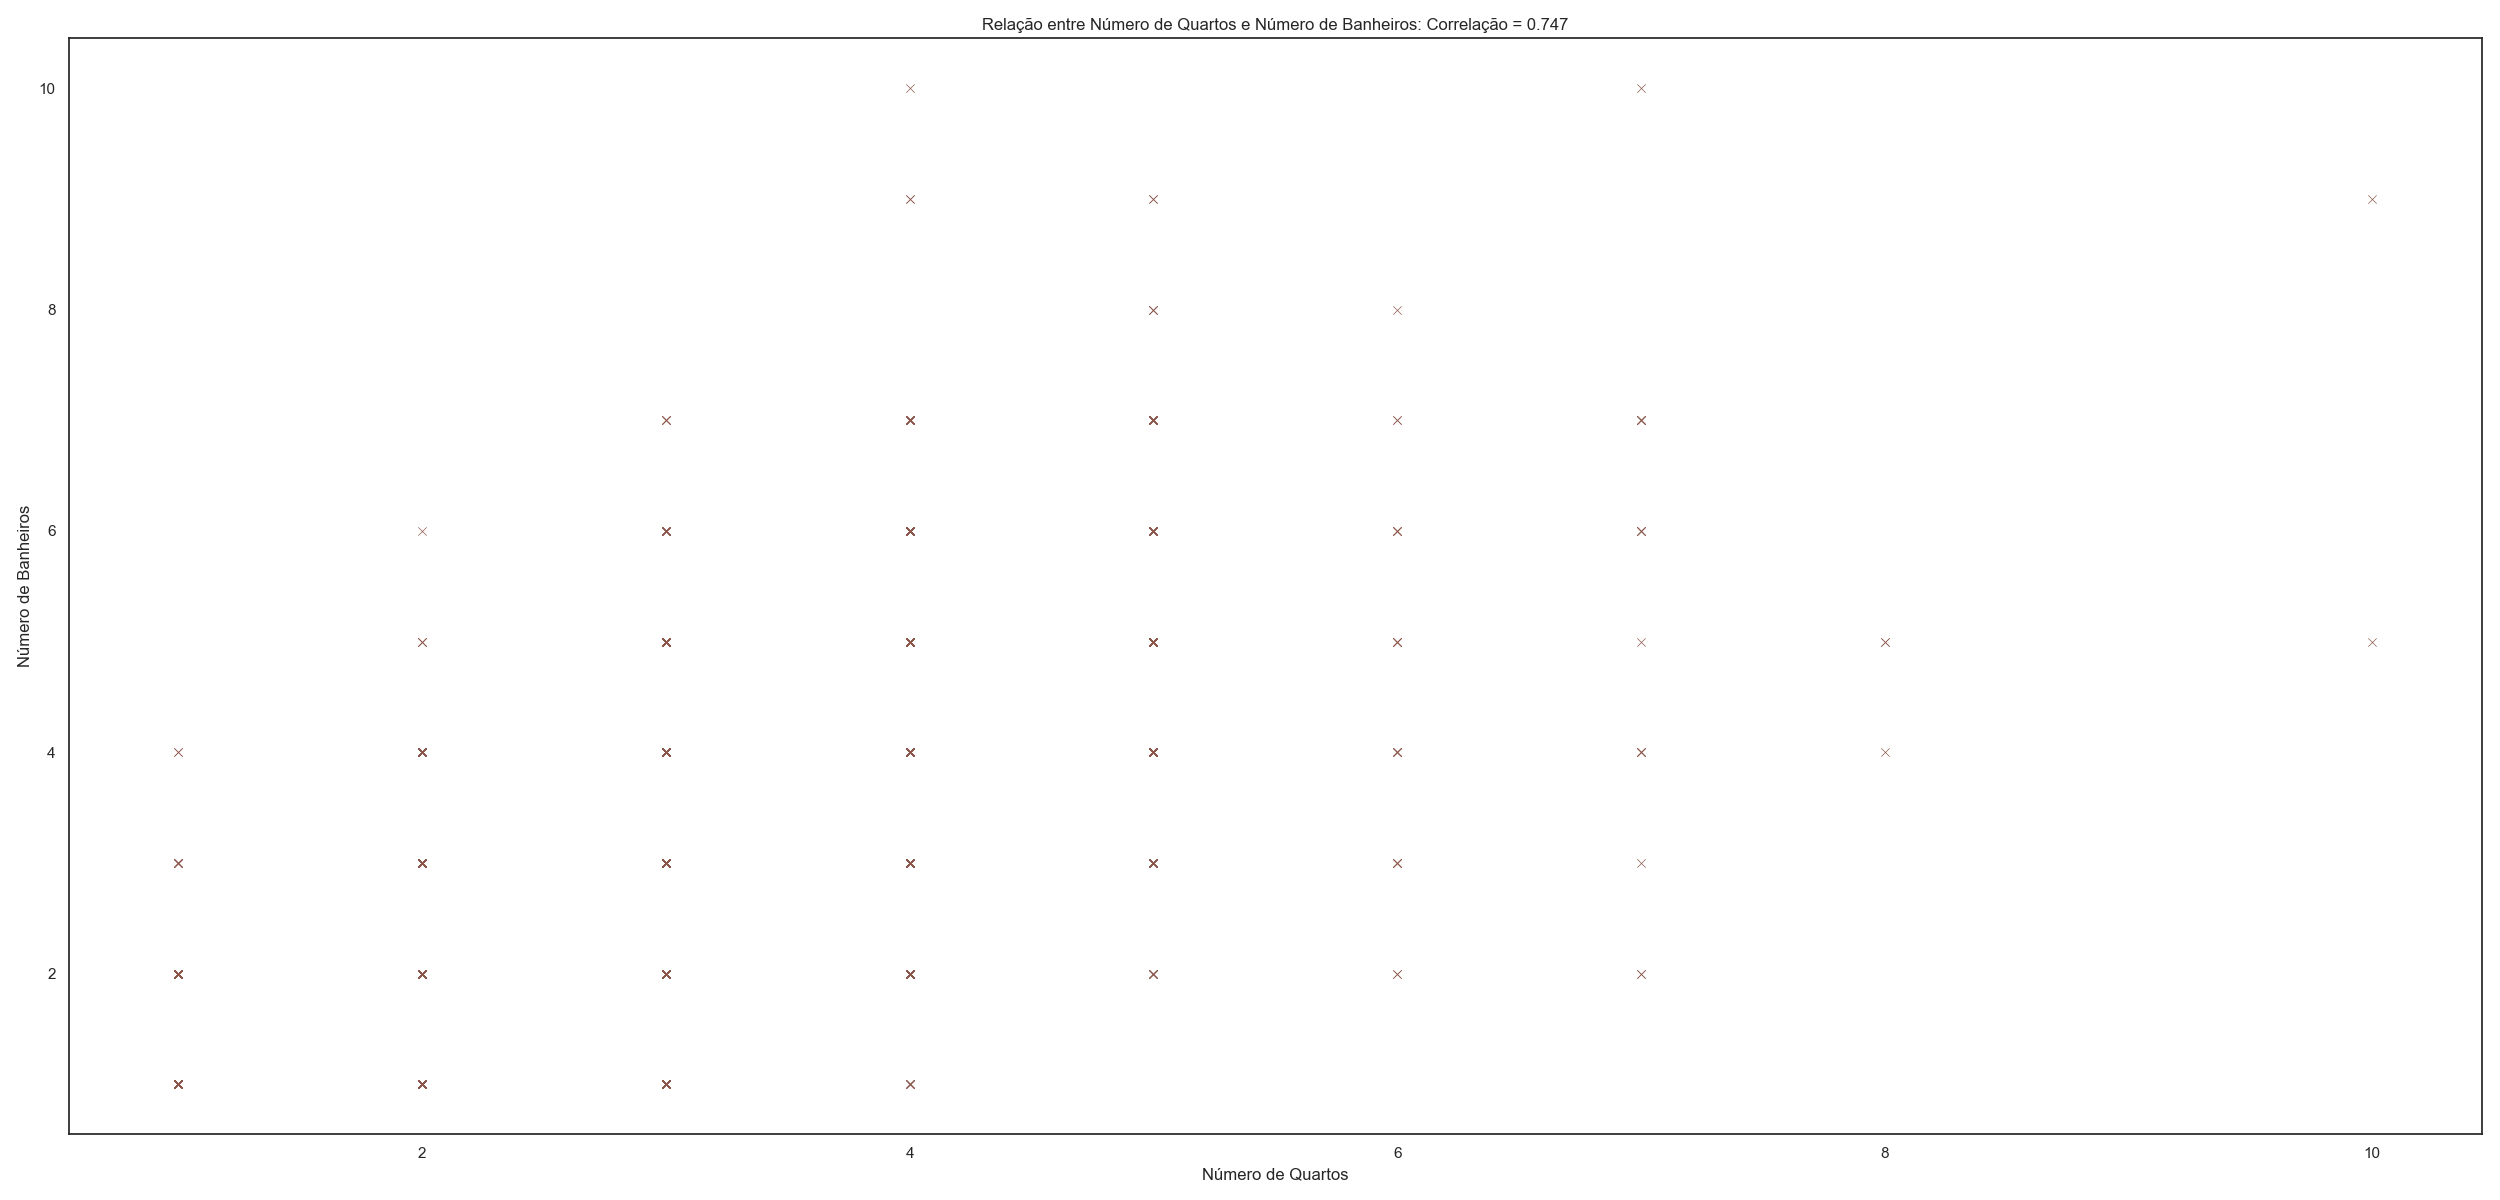 Relação entre Número de Quartos e Número de Banheiros: Correlação = 0.747
10
8
6
4
2
Número de Banheiros
2 4 6 8 10
Número de Quartos